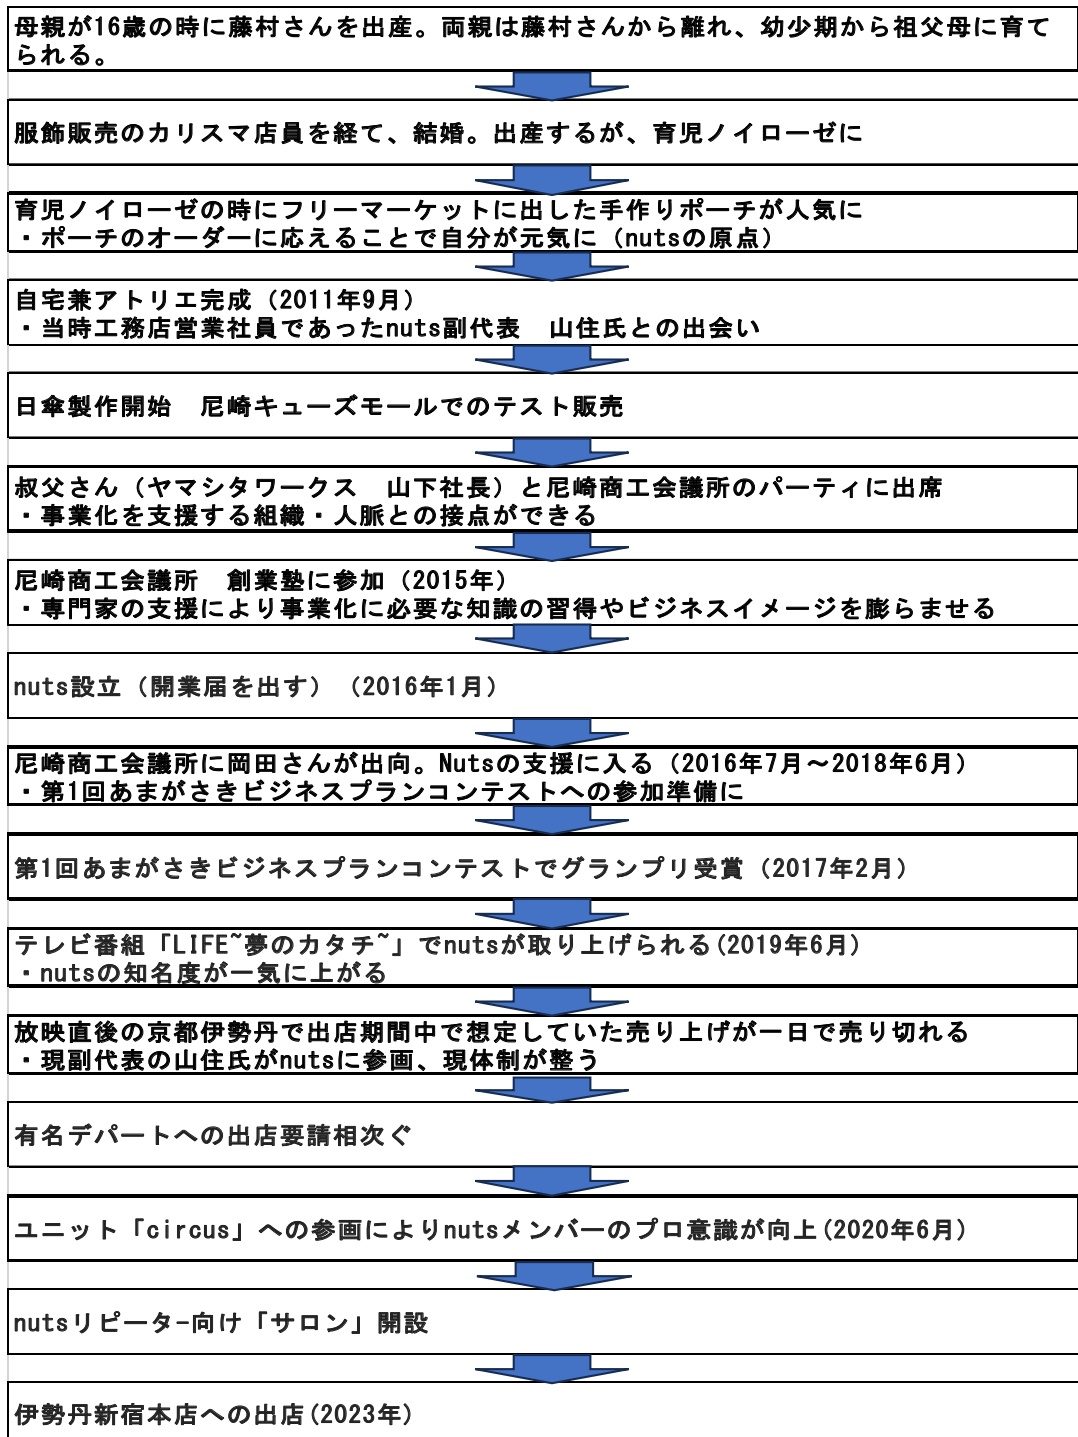 母親が16歳の時に藤村さんを出産。両親は藤村さんから離れ、幼少期から祖父母に育て
られる。
服飾販売のカリスマ店員を経て、結婚。出産するが、育児ノイローゼに
育児ノイローゼの時にフリーマーケットに出した手作りポーチが人気に
・ポーチのオーダーに応えることで自分が元気に（nutsの原点）
自宅兼アトリエ完成（2011年9月）
・当時工務店営業社員であったnuts副代表　山住氏との出会い
日傘製作開始　尼崎キューズモールでのテスト販売
叔父さん（ヤマシタワークス　山下社長）と尼崎商工会議所のパーティに出席
・事業化を支援する組織・人脈との接点ができる
尼崎商工会議所　創業塾に参加（2015年）
・専門家の支援により事業化に必要な知識の習得やビジネスイメージを膨らませる
nuts設立（開業届を出す）（2016年1月）
尼崎商工会議所に岡田さんが出向。Nutsの支援に入る（2016年7月～2018年6月）
・第1回あまがさきビジネスプランコンテストへの参加準備に
第1回あまがさきビジネスプランコンテストでグランプリ受賞（2017年2月）
テレビ番組「LIFE~夢のカタチ~」でnutsが取り上げられる(2019年6月)
・nutsの知名度が一気に上がる
放映直後の京都伊勢丹で出店期間中で想定していた売り上げが一日で売り切れる
・現副代表の山住氏がnutsに参画、現体制が整う
有名デパートへの出店要請相次ぐ
ユニット「circus」への参画によりnutsメンバーのプロ意識が向上(2020年6月)
nutsリピータ-向け「サロン」開設
伊勢丹新宿本店への出店(2023年)